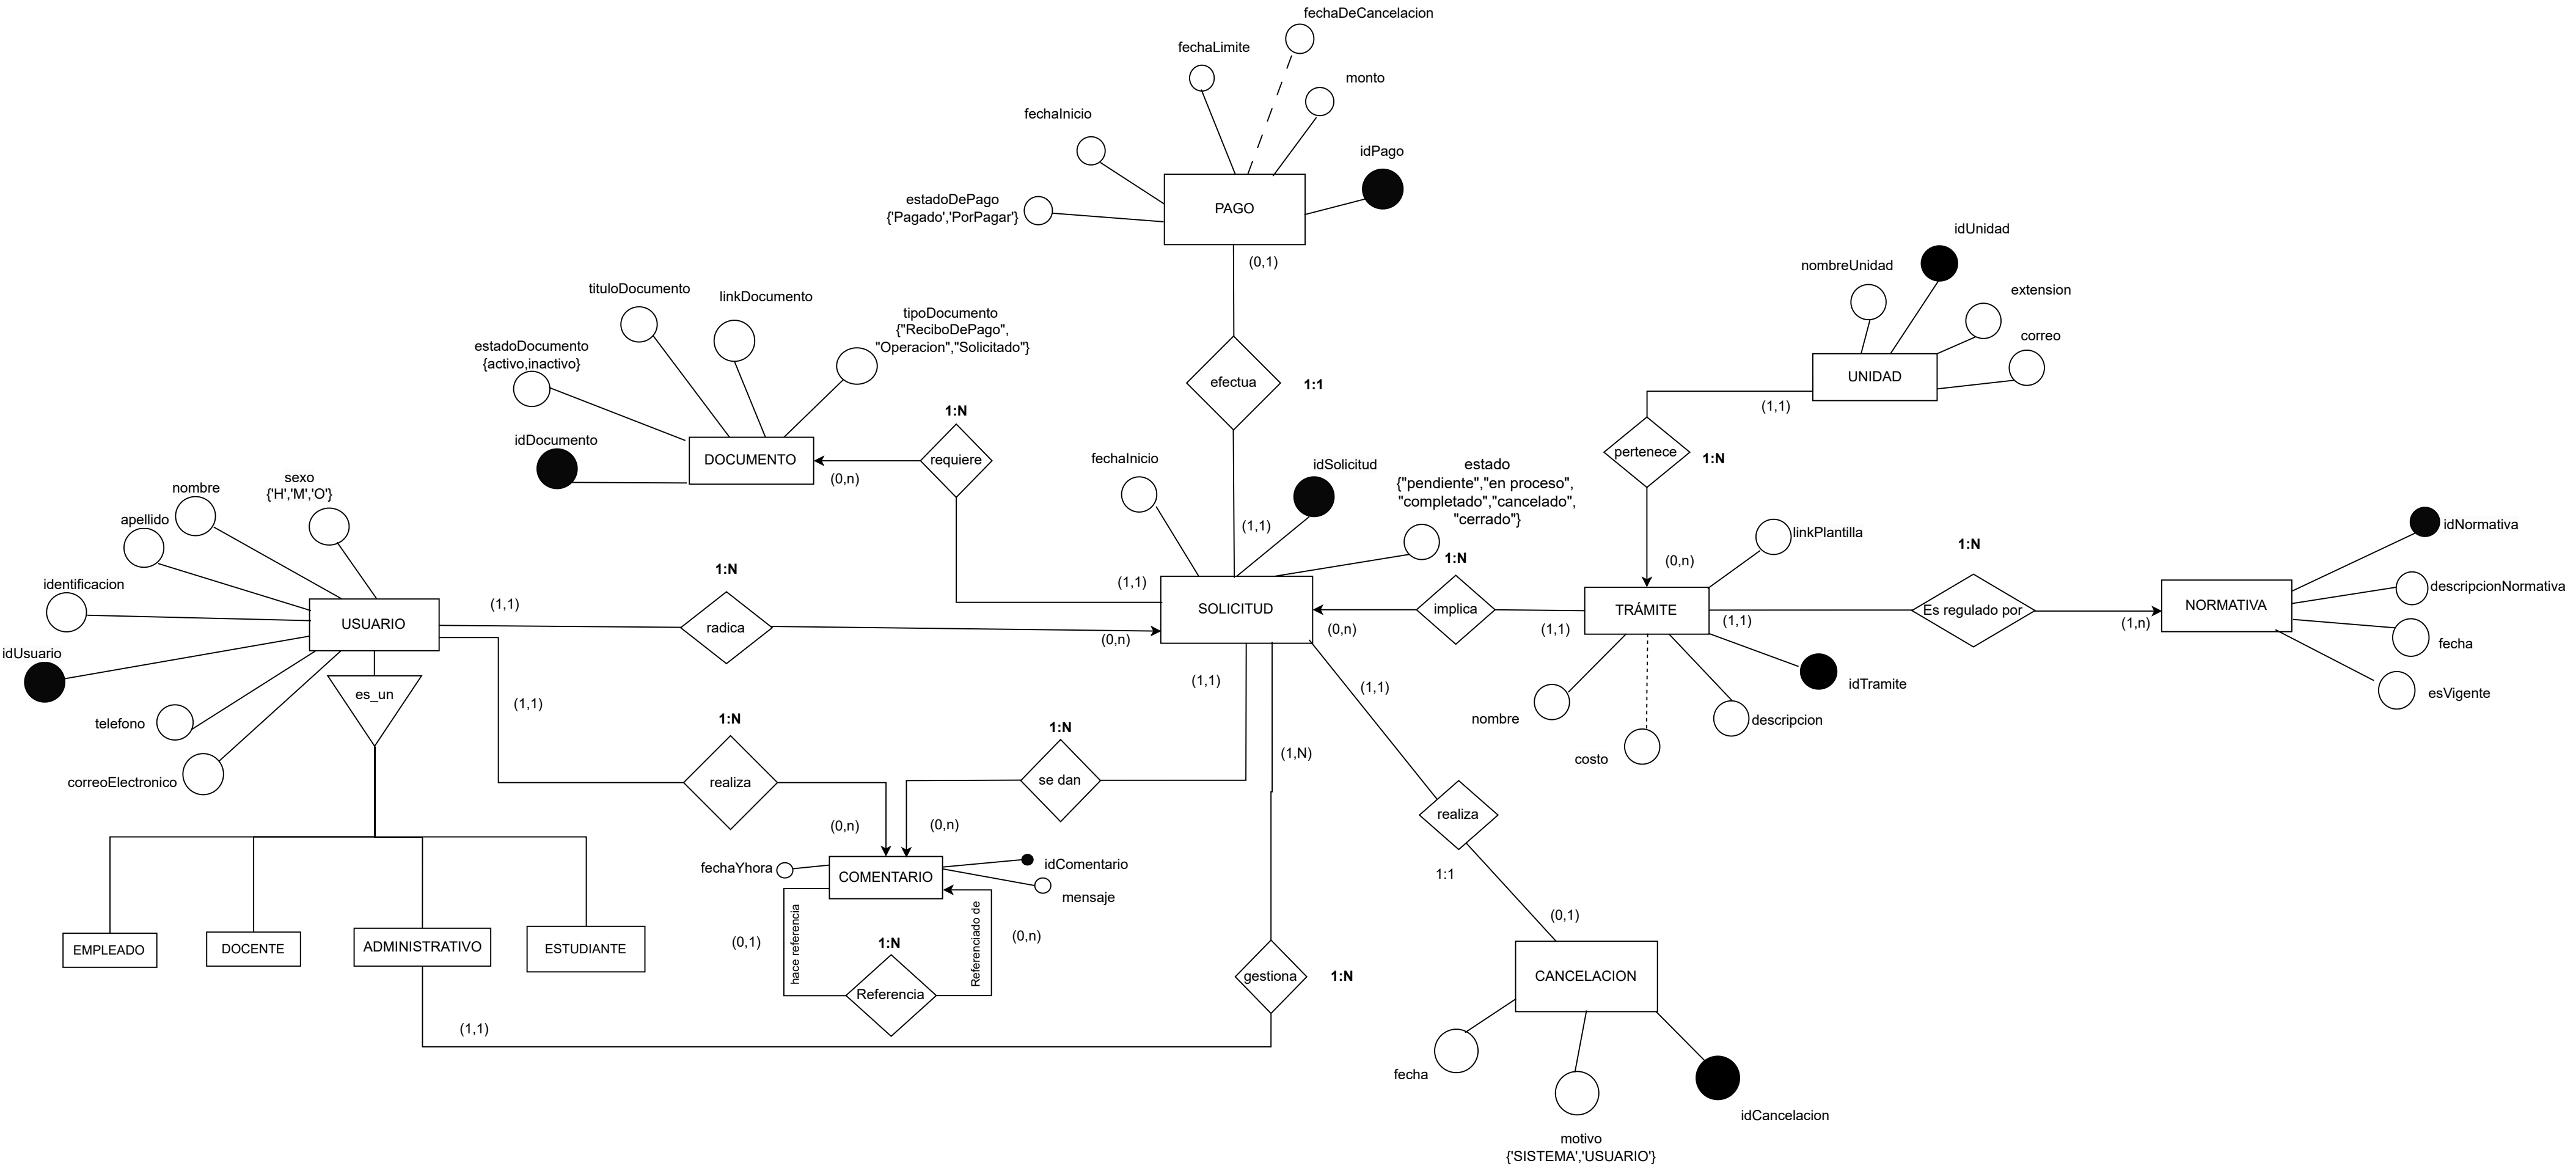 fechaDeCancelacion
fechaLimite
monto
fechaInicio
idPago
estadoDePago
{'Pagado','PorPagar'}
PAGO
(0,1)
efectua
1:1
(1,1)
idUnidad
nombreUnidad
extension
correo
UNIDAD
(1,1)
pertenece
1:N
(0,n)
tituloDocumento
linkDocumento
tipoDocumento
{"ReciboDePago",
"Operacion","Solicitado"}
estadoDocumento
{activo,inactivo}
idDocumento
DOCUMENTO
(0,n)
1:N
requiere
(1,1)
fechaInicio
idSolicitud
estado
{"pendiente","en proceso",
"completado","cancelado",
"cerrado"}
SOLICITUD
1:N
implica
(0,n)
(1,1)
linkPlantilla
TRÁMITE
(1,1)
nombre
costo
descripcion
idTramite
1:N
Es regulado por
(1,n)
NORMATIVA
idNormativa
descripcionNormativa
fecha
esVigente
sexo
{'H','M','O'}
nombre
apellido
identificacion
idUsuario
telefono
correoElectronico
USUARIO
(1,1)
1:N
radica
(0,n)
es_un
(1,1)
1:N
realiza
(0,n)
(1,1)
1:N
se dan
(0,n)
fechaYhora
COMENTARIO
idComentario
mensaje
hace referencia
(0,1)
1:N
Referencia
Referenciado de
(0,n)
EMPLEADO
DOCENTE
ADMINISTRATIVO
ESTUDIANTE
(1,1)
(1,N)
gestiona
1:N
(1,1)
realiza
1:1
(0,1)
CANCELACION
fecha
motivo
{'SISTEMA','USUARIO'}
idCancelacion